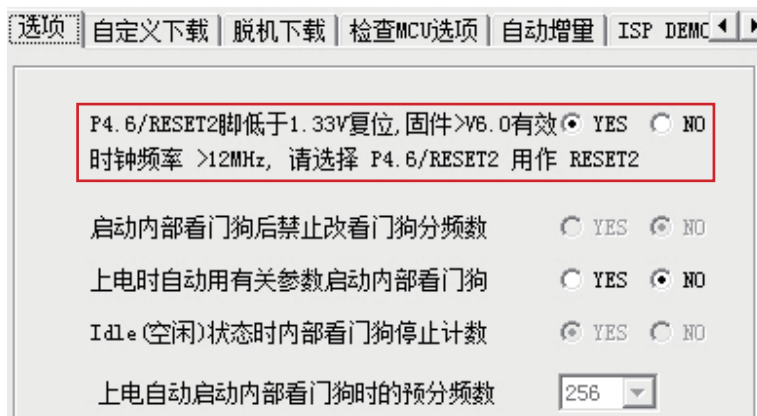 选项 自定义下载 脱机下载 检查MCU选项 自动增量 ISP DEMO
P4.6/RESET2脚低于1.33V复位,固件>V6.0有效 YES NO
时钟频率 >12MHz, 请选择 P4.6/RESET2 用作 RESET2
启动内部看门狗后禁止改看门狗分频数 YES NO
上电时自动用有关参数启动内部看门狗 YES NO
Idle(空闲)状态时内部看门狗停止计数 YES NO
上电自动启动内部看门狗时的预分频数 256